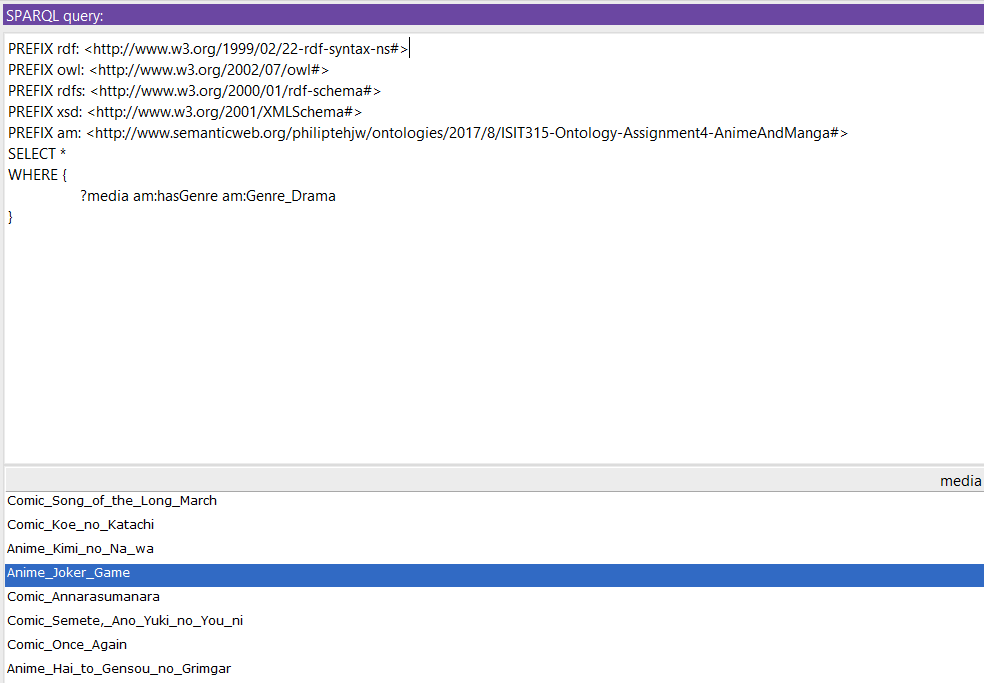 SPARQL query:
PREFIX rdf: <http://www.w3.org/1999/02/22-rdf-syntax-ns#>
PREFIX owl: <http://www.w3.org/2002/07/owl#>
PREFIX rdfs: <http://www.w3.org/2000/01/rdf-schema#>
PREFIX xsd: <http://www.w3.org/2001/XMLSchema#>
PREFIX am: <http://www.semanticweb.org/philiptehjw/ontologies/2017/8/ISIT315-Ontology-Assignment4-AnimeAndManga#>
SELECT *
WHERE {
?media am:hasGenre am:Genre_Drama
}
media
Comic_Song_of_the_Long_March
Comic_Koe_no_Katachi
Anime_Kimi_no_Na_wa
Anime_Joker_Game
Comic_Annarasumanara
Comic_Semete,_Ano_Yuki_no_You_ni
Comic_Once_Again
Anime_Hai_to_Gensou_no_Grimgar